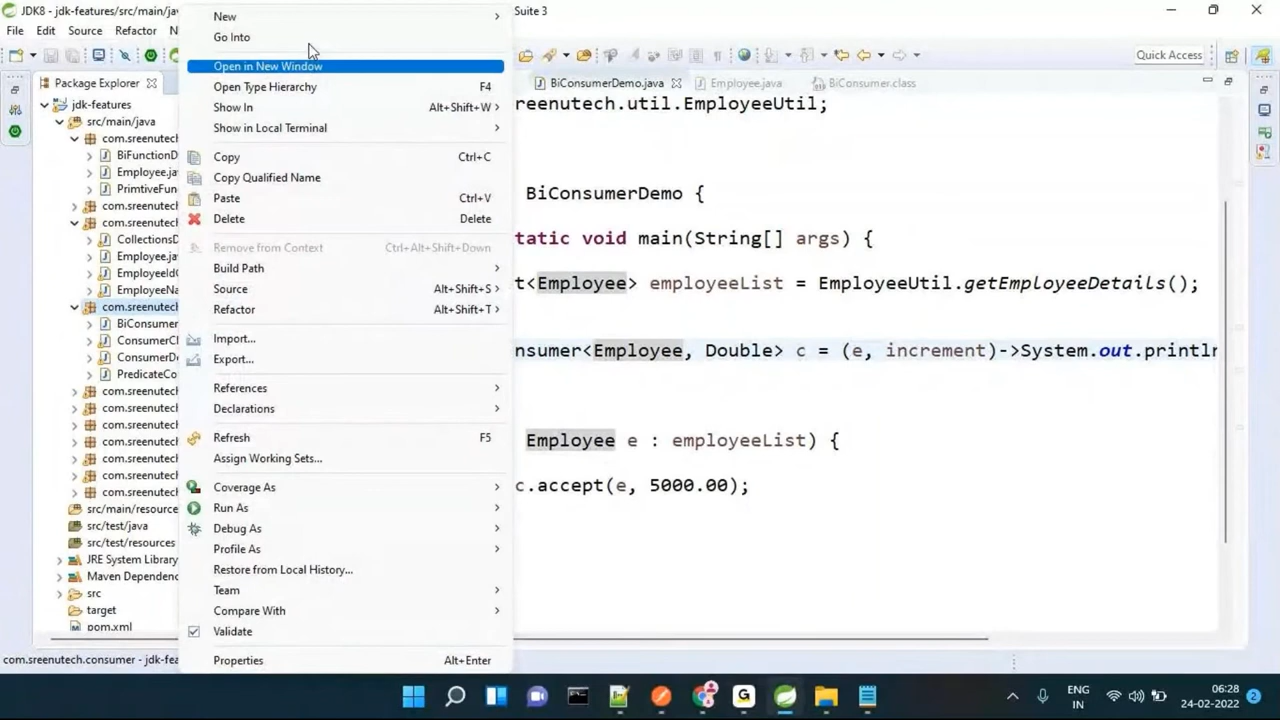 JDK8 - jdk-features/src/main/jav
Suite 3
File Edit Source Refactor N
Quick Access
Package Explorer
BiConsumerDemo.java
Employee.java
BiConsumer.class
jdk-features
src/main/java
com.sreenutech
BiFunctionD
Employee.ja
PrimtiveFun
com.sreenutech
com.sreenutech
CollectionsD
Employee.ja
EmployeeId
EmployeeNa
com.sreenutech
BiConsumer
ConsumerCl
ConsumerDe
PredicateCo
com.sreenutech
com.sreenutech
com.sreenutech
com.sreenutech
com.sreenutech
com.sreenutech
com.sreenutech
src/main/resource
src/test/java
src/test/resources
JRE System Library
Maven Dependenc
src
target
pom.xml
New
Go Into
Open in New Window
Open Type Hierarchy F4
Show In Alt+Shift+W
Show in Local Terminal
Copy Ctrl+C
Copy Qualified Name
Paste Ctrl+V
Delete Delete
Remove from Context Ctrl+Alt+Shift+Down
Build Path
Source Alt+Shift+S
Refactor Alt+Shift+T
Import...
Export...
References
Declarations
Refresh F5
Assign Working Sets...
Coverage As
Run As
Debug As
Profile As
Restore from Local History...
Team
Compare With
Validate
Properties Alt+Enter
reenutech.util.EmployeeUtil;
BiConsumerDemo {
tatic void main(String[] args) {
t<Employee> employeeList = EmployeeUtil.getEmployeeDetails();
nsumer<Employee, Double> c = (e, increment)->System.out.println
Employee e : employeeList) {
c.accept(e, 5000.00);
com.sreenutech.consumer - jdk-fea
ENG
IN
06:28
24-02-2022
2